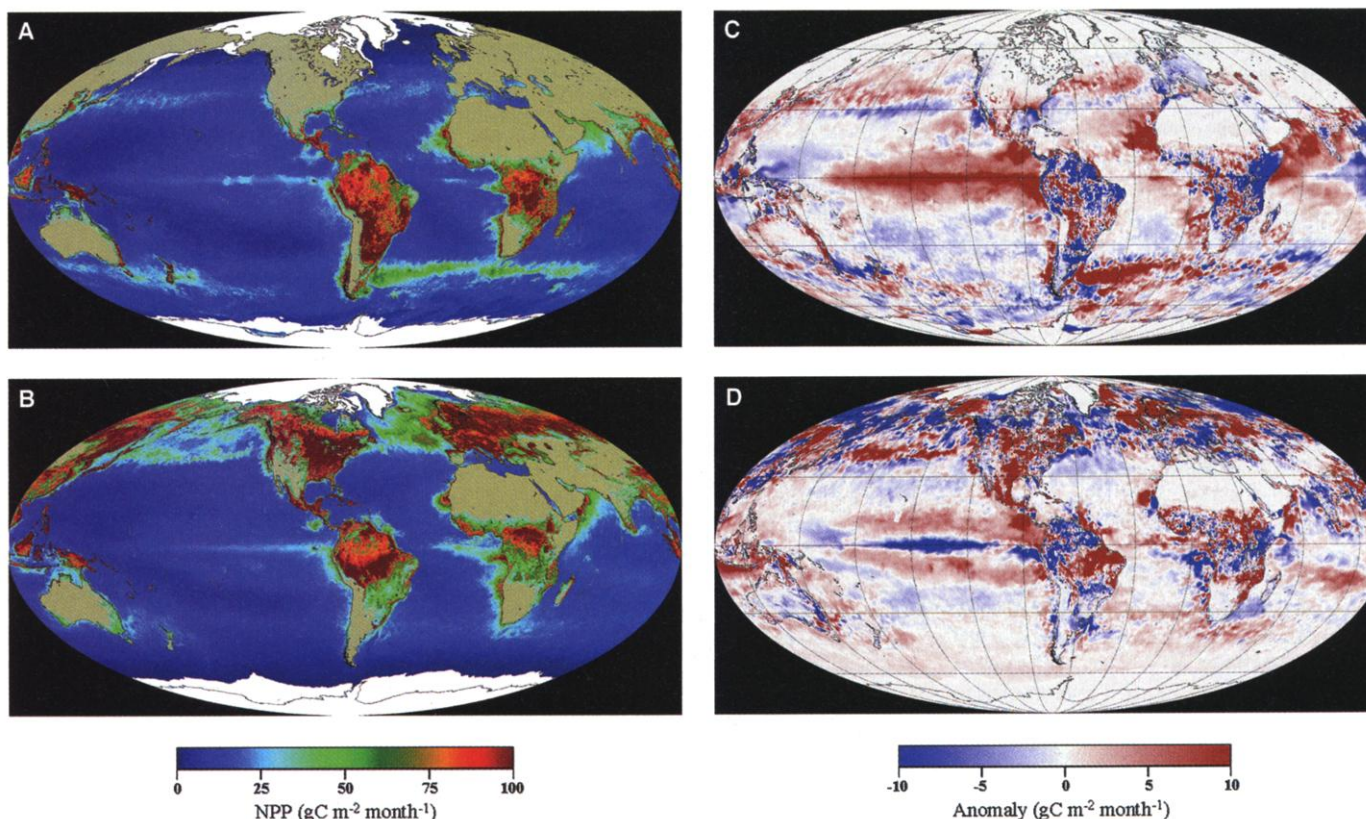 A
C
B
D
0 25 50 75 100
NPP (gC m⁻² month⁻¹)
-10 -5 0 5 10
Anomaly (gC m⁻² month⁻¹)